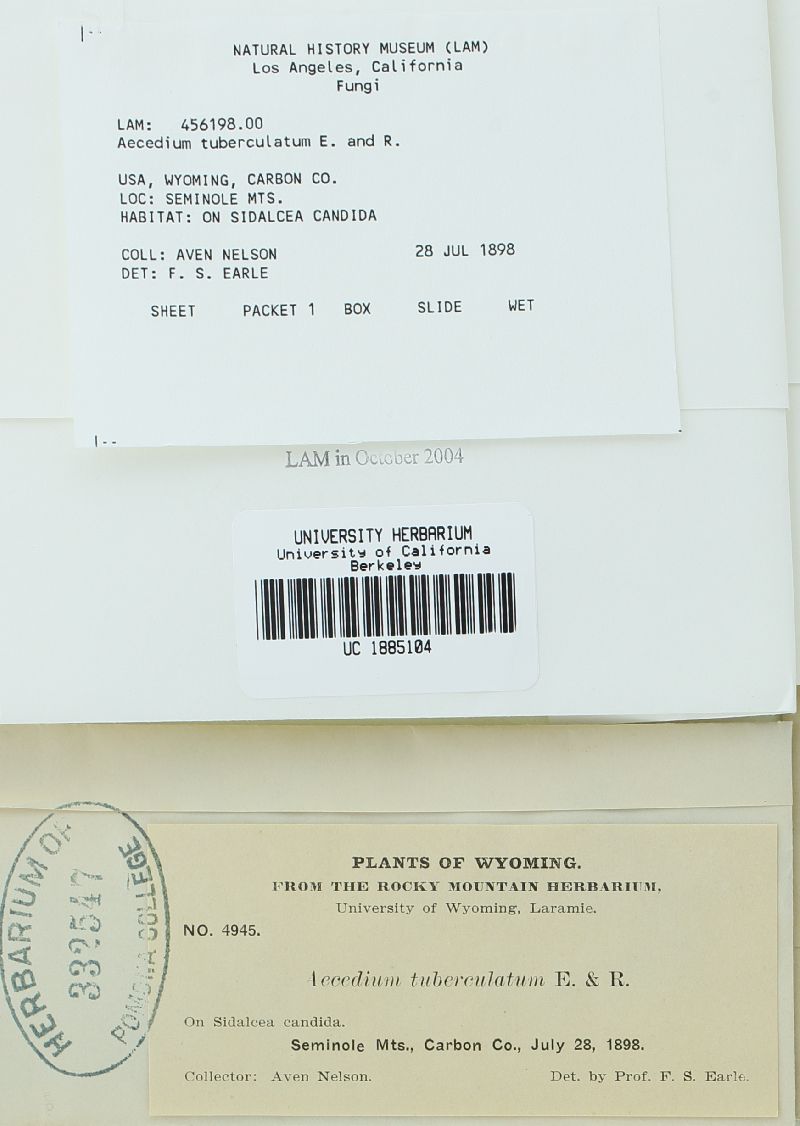 NATURAL HISTORY MUSEUM (LAM)
Los Angeles, California
Fungi
LAM: 456198.00
Aecedium tuberculatum E. and R.
USA, WYOMING, CARBON CO.
LOC: SEMINOLE MTS.
HABITAT: ON SIDALCEA CANDIDA
COLL: AVEN NELSON 28 JUL 1898
DET: F. S. EARLE
SHEET PACKET 1 BOX SLIDE WET
LAM in October 2004
UNIVERSITY HERBARIUM
University of California
Berkeley
UC 1885104
HERBARIUM OF
332547
POMONA COLLEGE
PLANTS OF WYOMING.
FROM THE ROCKY MOUNTAIN HERBARIUM,
University of Wyoming, Laramie.
NO. 4945.
Aecedium tuberculatum E. & R.
On Sidalcea candida.
Seminole Mts., Carbon Co., July 28, 1898.
Collector: Aven Nelson. Det. by Prof. F. S. Earle.